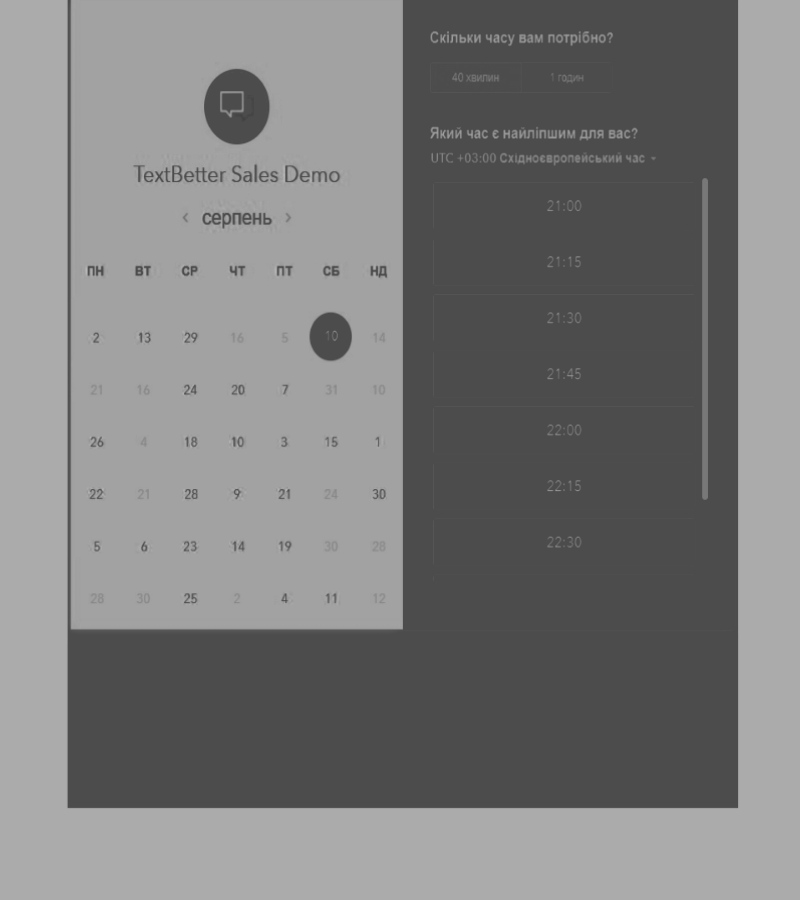 TextBetter Sales Demo
‹ серпень ›
ПН ВТ СР ЧТ ПТ СБ НД
2 13 29 16 5 10 14
21 16 24 20 7 31 10
26 4 18 10 3 15 1
22 21 28 9 21 24 30
5 6 23 14 19 30 28
28 30 25 2 4 11 12
Скільки часу вам потрібно?
40 хвилин 1 годин
Який час є найліпшим для вас?
UTC +03:00 Східноєвропейський час
21:00
21:15
21:30
21:45
22:00
22:15
22:30